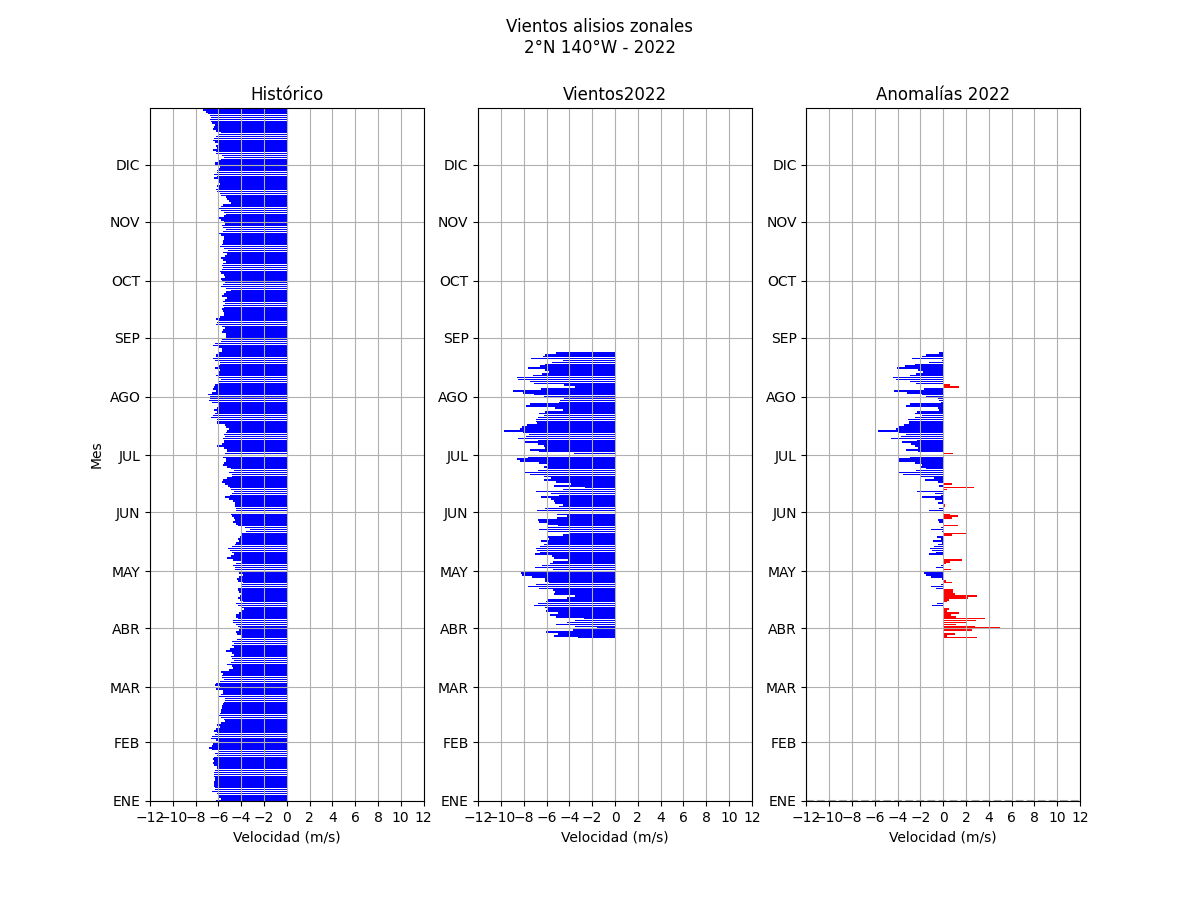 Vientos alisios zonales
2°N 140°W - 2022
Histórico
Vientos2022
Anomalías 2022
Mes
DIC
NOV
OCT
SEP
AGO
JUL
JUN
MAY
ABR
MAR
FEB
ENE
−12 −10 −8 −6 −4 −2 0 2 4 6 8 10 12
Velocidad (m/s)
DIC
NOV
OCT
SEP
AGO
JUL
JUN
MAY
ABR
MAR
FEB
ENE
−12 −10 −8 −6 −4 −2 0 2 4 6 8 10 12
Velocidad (m/s)
DIC
NOV
OCT
SEP
AGO
JUL
JUN
MAY
ABR
MAR
FEB
ENE
−12 −10 −8 −6 −4 −2 0 2 4 6 8 10 12
Velocidad (m/s)